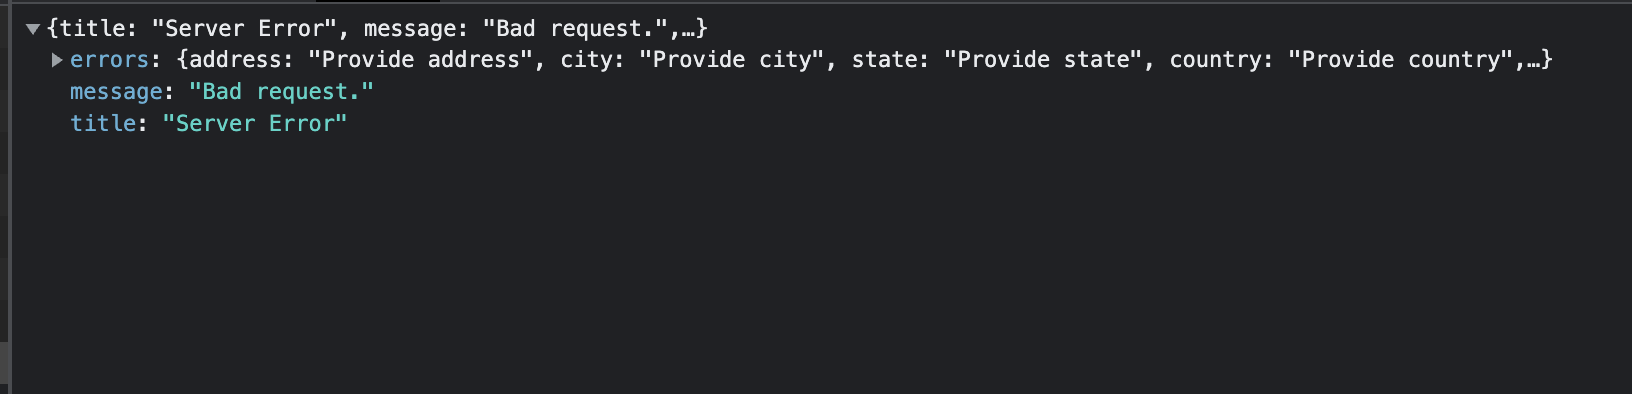 {title: "Server Error", message: "Bad request.",…}
errors: {address: "Provide address", city: "Provide city", state: "Provide state", country: "Provide country",…}
message: "Bad request."
title: "Server Error"